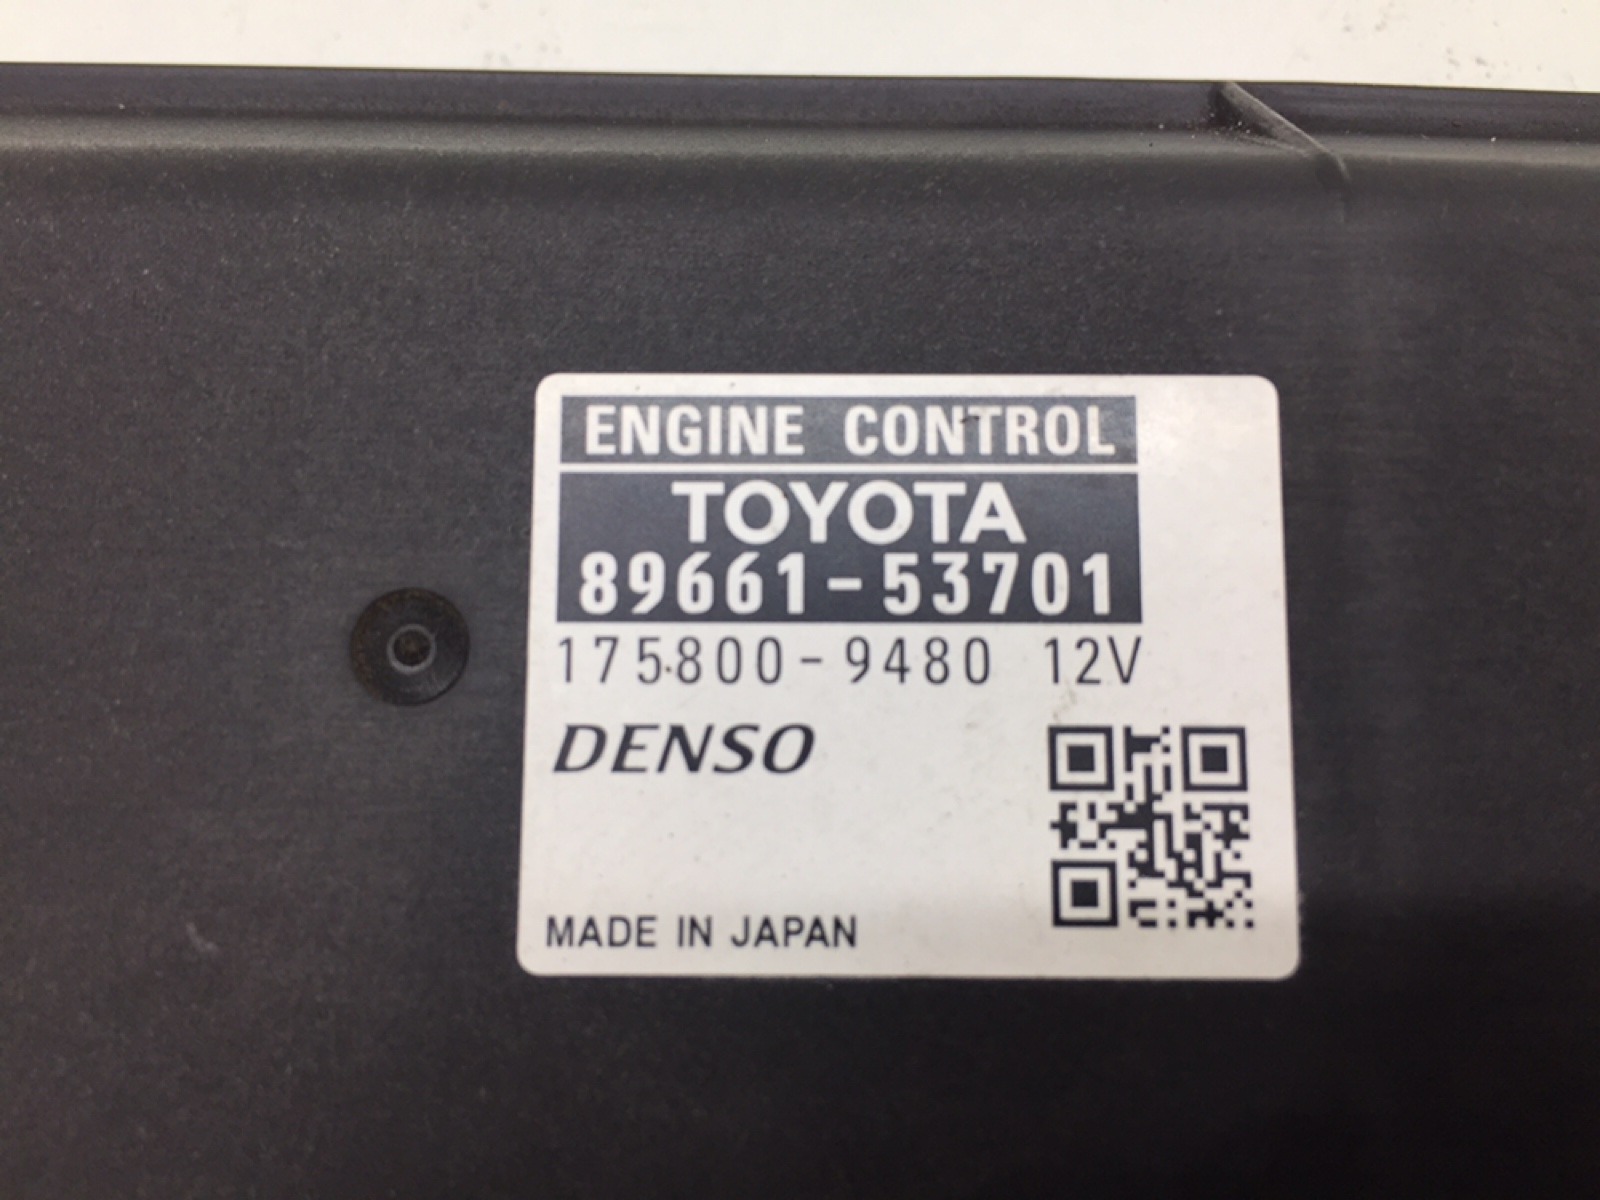 ENGINE CONTROL
TOYOTA
89661-53701
175800-9480 12V
DENSO
MADE IN JAPAN